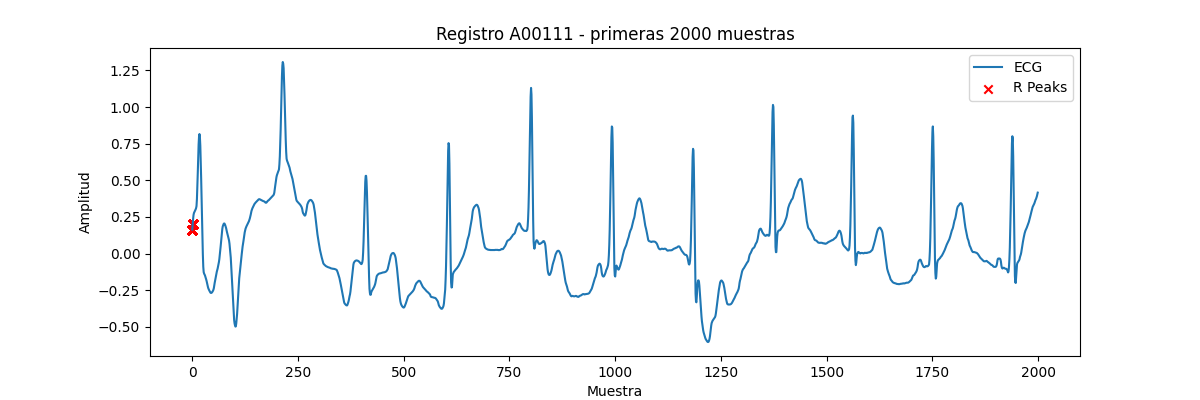 Registro A00111 - primeras 2000 muestras
ECG
R Peaks
Amplitud
1.25
1.00
0.75
0.50
0.25
0.00
−0.25
−0.50
0 250 500 750 1000 1250 1500 1750 2000
Muestra